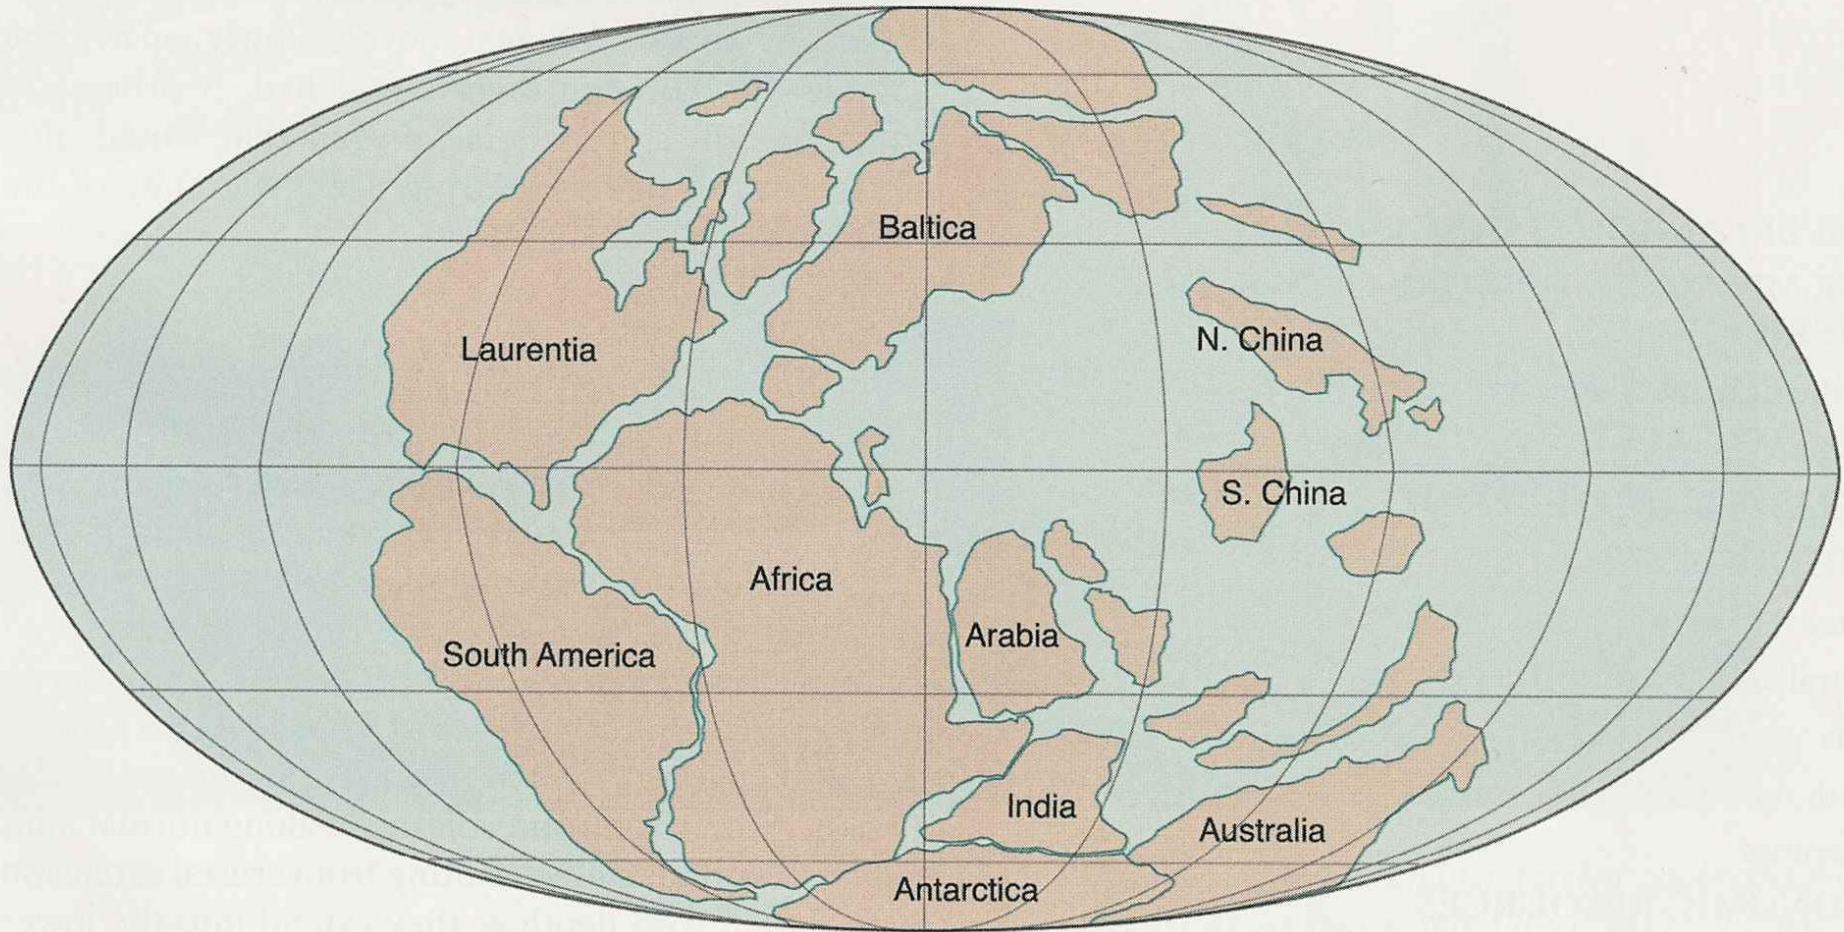 Baltica
N. China
Laurentia
S. China
Africa
Arabia
South America
India
Australia
Antarctica